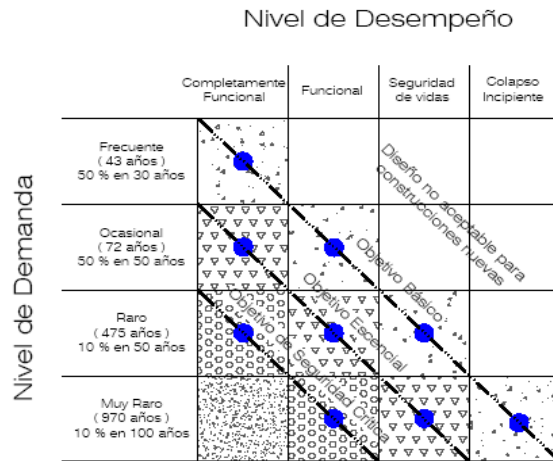 Nivel de Desempeño
Completamente
Funcional
Funcional
Seguridad
de vidas
Colapso
Incipiente
Nivel de Demanda
Frecuente
( 43 años )
50 % en 30 años
Ocasional
( 72 años )
50 % en 50 años
Raro
( 475 años )
10 % en 50 años
Muy Raro
( 970 años )
10 % en 100 años
Diseño no aceptable para
construcciones nuevas
Objetivo Básico
Objetivo Escencial
Objetivo de Seguridad Critica